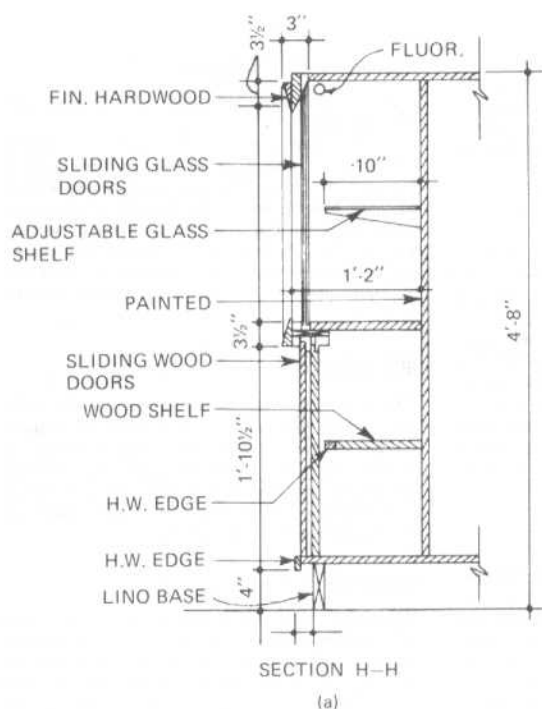 3"
3½"
FLUOR.
FIN. HARDWOOD
SLIDING GLASS
DOORS
10"
ADJUSTABLE GLASS
SHELF
1'-2"
PAINTED
4'-8"
3½"
SLIDING WOOD
DOORS
WOOD SHELF
1'-10½"
H.W. EDGE
H.W. EDGE
4"
LINO BASE
SECTION H–H
(a)